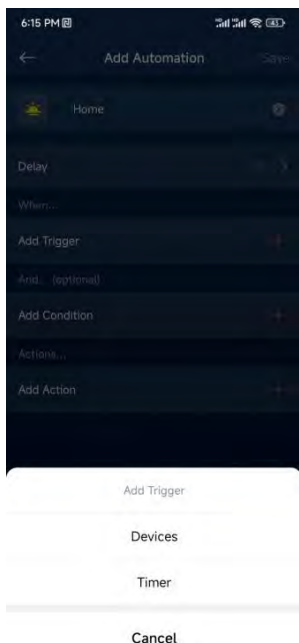 6:15 PM
Add Automation Save
Home
Delay
When...
Add Trigger
And... (optional)
Add Condition
Actions...
Add Action
Add Trigger
Devices
Timer
Cancel